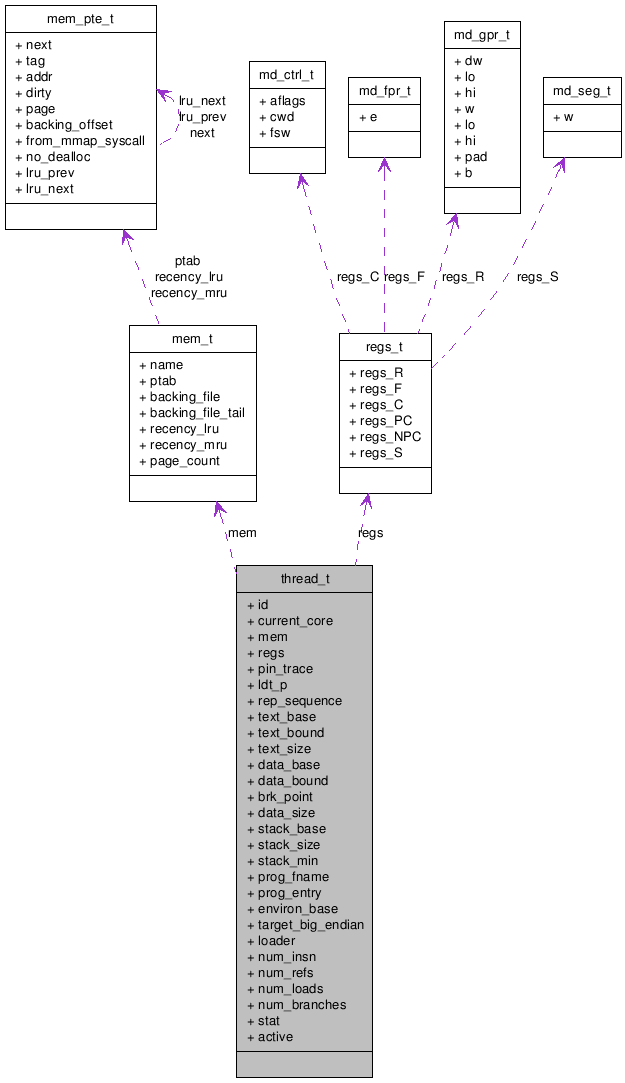 mem_pte_t
+ next
+ tag
+ addr
+ dirty
+ page
+ backing_offset
+ from_mmap_syscall
+ no_dealloc
+ lru_prev
+ lru_next
lru_next
lru_prev
next
md_ctrl_t
+ aflags
+ cwd
+ fsw
md_fpr_t
+ e
md_gpr_t
+ dw
+ lo
+ hi
+ w
+ lo
+ hi
+ pad
+ b
md_seg_t
+ w
ptab
recency_lru
recency_mru
regs_C
regs_F
regs_R
regs_S
mem_t
+ name
+ ptab
+ backing_file
+ backing_file_tail
+ recency_lru
+ recency_mru
+ page_count
regs_t
+ regs_R
+ regs_F
+ regs_C
+ regs_PC
+ regs_NPC
+ regs_S
mem
regs
thread_t
+ id
+ current_core
+ mem
+ regs
+ pin_trace
+ ldt_p
+ rep_sequence
+ text_base
+ text_bound
+ text_size
+ data_base
+ data_bound
+ brk_point
+ data_size
+ stack_base
+ stack_size
+ stack_min
+ prog_fname
+ prog_entry
+ environ_base
+ target_big_endian
+ loader
+ num_insn
+ num_refs
+ num_loads
+ num_branches
+ stat
+ active